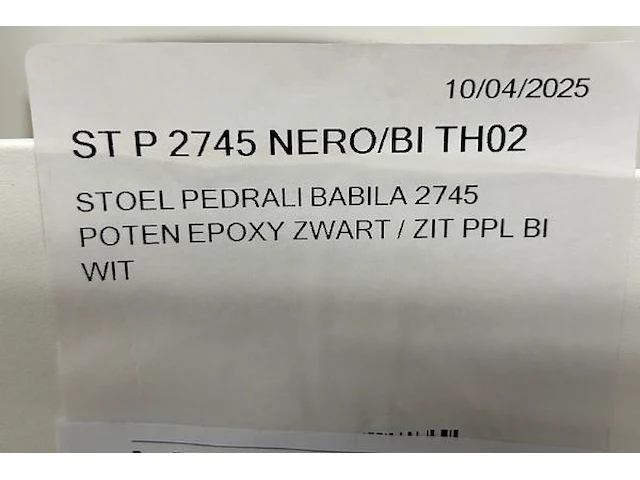 10/04/2025
ST P 2745 NERO/BI TH02
STOEL PEDRALI BABILA 2745
POTEN EPOXY ZWART / ZIT PPL BI
WIT